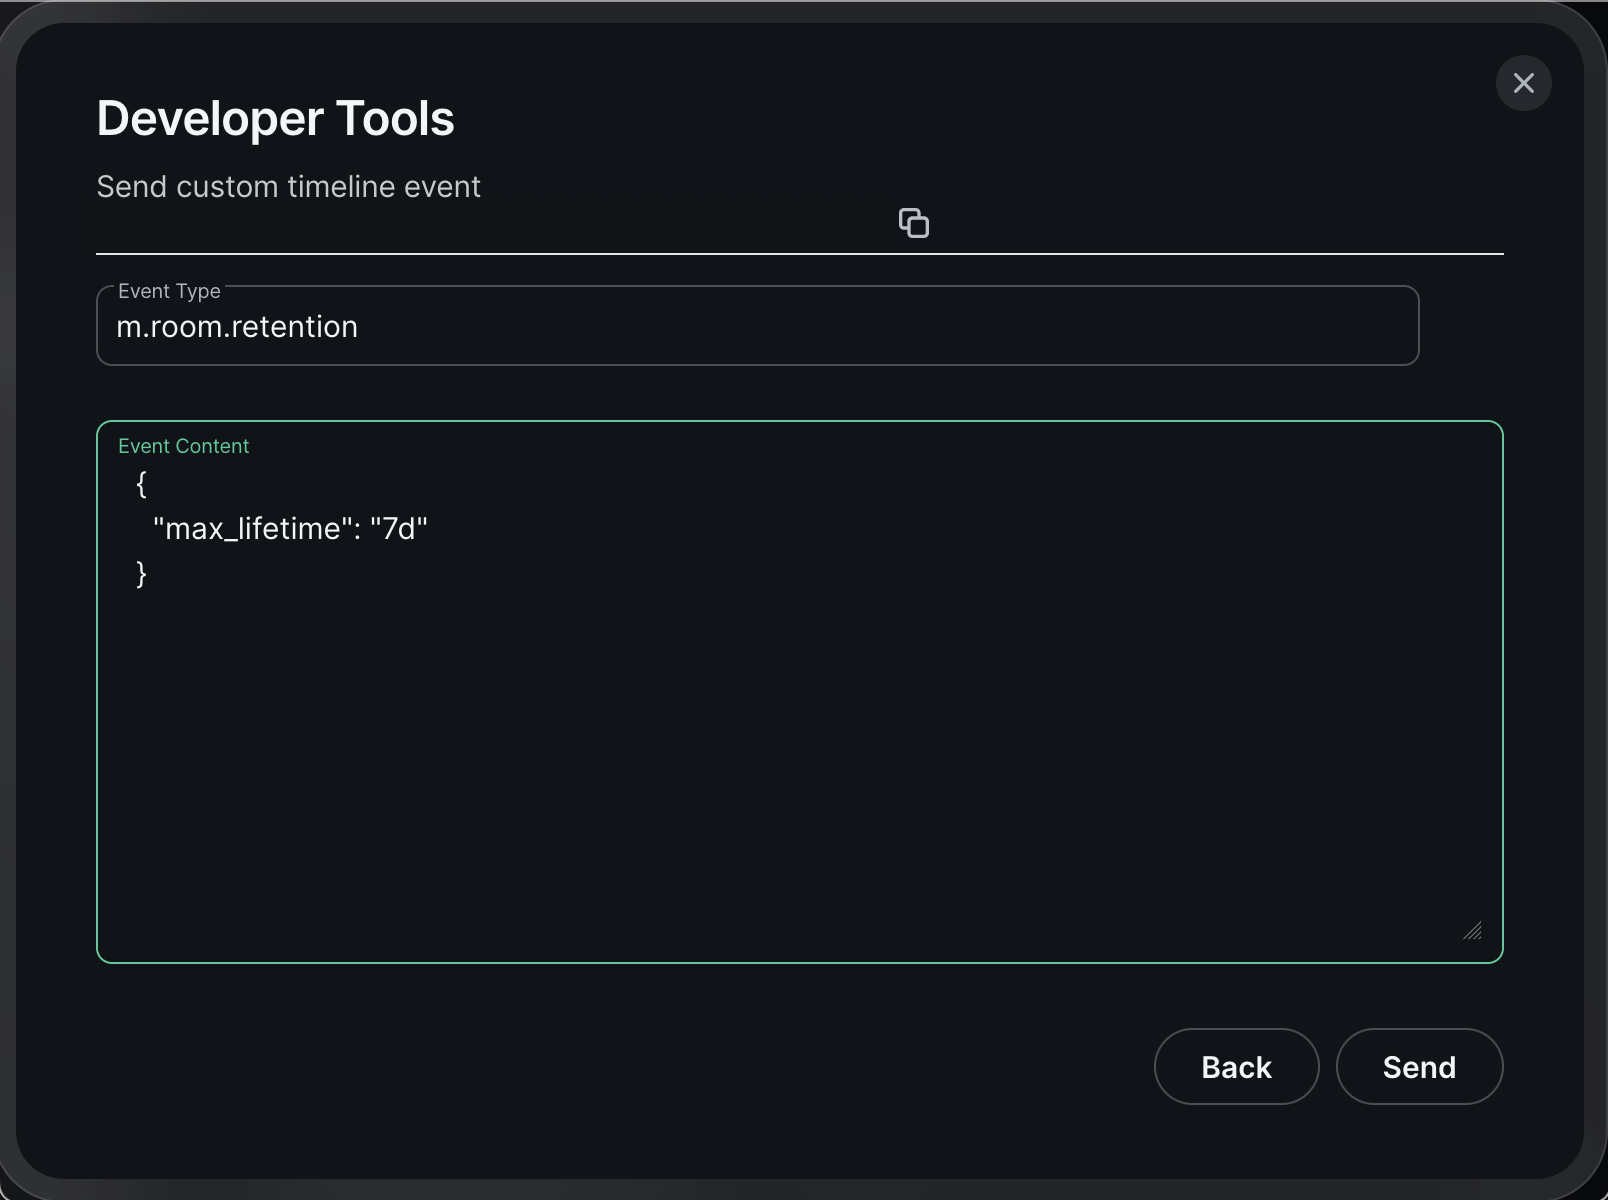 Developer Tools
Send custom timeline event
Event Type
m.room.retention
Event Content
{
"max_lifetime": "7d"
}
Back
Send